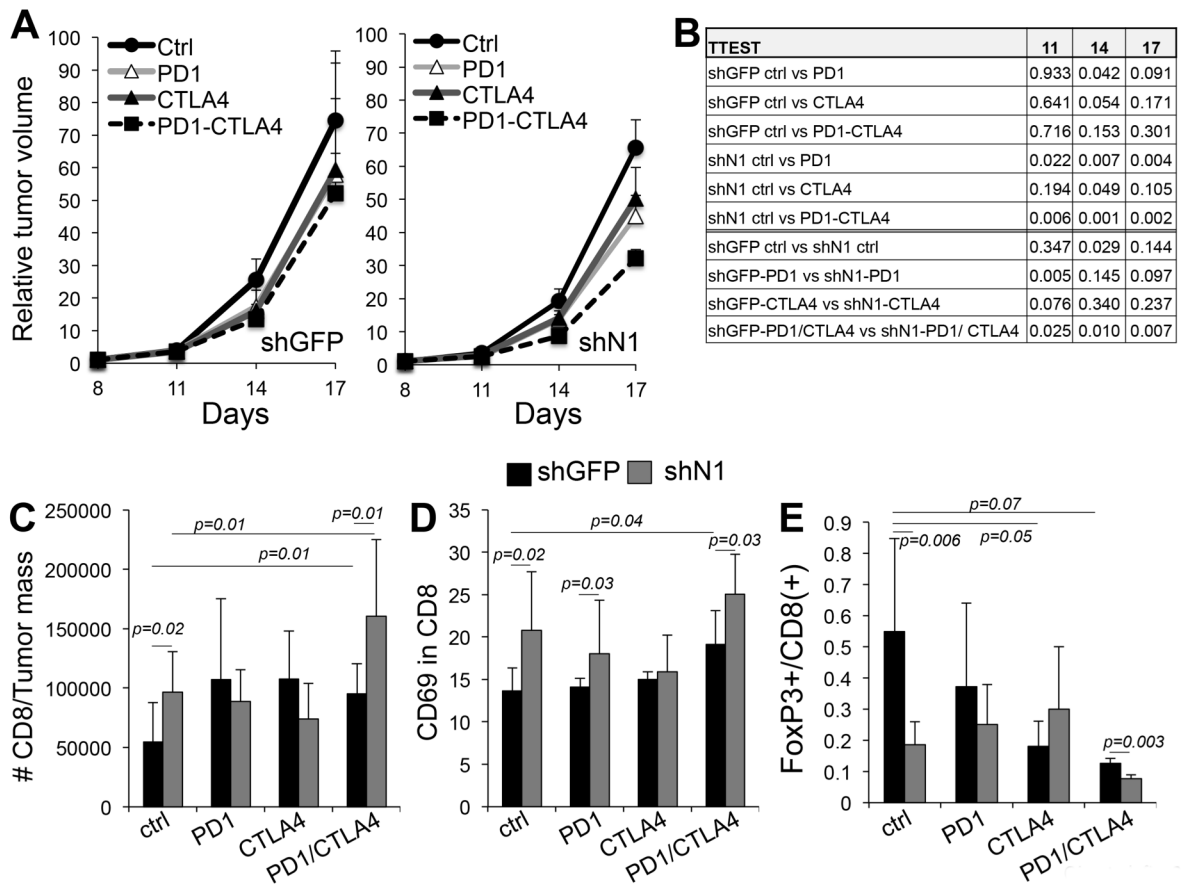 A
Relative tumor volume
100
90
80
70
60
50
40
30
20
10
0
Ctrl
PD1
CTLA4
PD1-CTLA4
shGFP
8 11 14 17
Days
100
90
80
70
60
50
40
30
20
10
0
Ctrl
PD1
CTLA4
PD1-CTLA4
shN1
8 11 14 17
Days
B
TTEST 11 14 17
shGFP ctrl vs PD1 0.933 0.042 0.091
shGFP ctrl vs CTLA4 0.641 0.054 0.171
shGFP ctrl vs PD1-CTLA4 0.716 0.153 0.301
shN1 ctrl vs PD1 0.022 0.007 0.004
shN1 ctrl vs CTLA4 0.194 0.049 0.105
shN1 ctrl vs PD1-CTLA4 0.006 0.001 0.002
shGFP ctrl vs shN1 ctrl 0.347 0.029 0.144
shGFP-PD1 vs shN1-PD1 0.005 0.145 0.097
shGFP-CTLA4 vs shN1-CTLA4 0.076 0.340 0.237
shGFP-PD1/CTLA4 vs shN1-PD1/ CTLA4 0.025 0.010 0.007
shGFP shN1
C
# CD8/Tumor mass
250000
200000
150000
100000
50000
0
p=0.01
p=0.01
p=0.01
p=0.02
ctrl PD1 CTLA4 PD1/CTLA4
D
CD69 in CD8
35
30
25
20
15
10
5
0
p=0.04
p=0.02
p=0.03
p=0.03
ctrl PD1 CTLA4 PD1/CTLA4
E
FoxP3+/CD8(+)
0.9
0.8
0.7
0.6
0.5
0.4
0.3
0.2
0.1
0
p=0.07
p=0.006
p=0.05
p=0.003
ctrl PD1 CTLA4 PD1/CTLA4